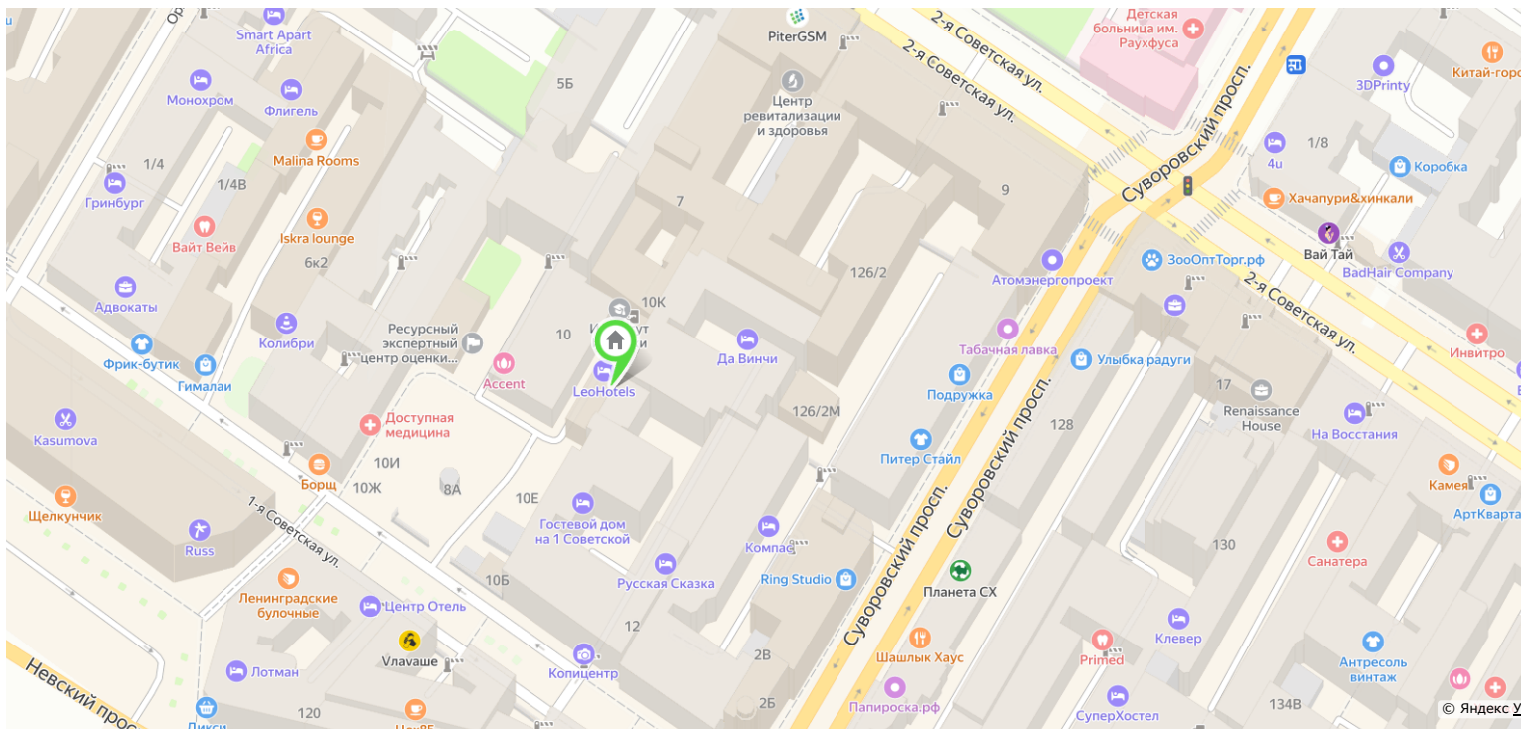 Smart Apart
Africa
PiterGSM
2-я Советская ул.
2-я Советская ул.
Детская
больница им.
Раухфуса
Китай-горо
3DPrinty
Монохром
Флигель
5Б
Центр
ревитализации
и здоровья
Суворовский просп.
Malina Rooms
1/4
1/4В
4u
1/8
Коробка
Гринбург
7
9
Хачапури&хинкали
Вайт Вейв
Iskra lounge
6к2
Вай Тай
BadHair Company
ЗооОптТорг.рф
Атомэнергопроект
126/2
2-я Советская ул.
Адвокаты
10К
10
Ресурсный
экспертный
центр оценки...
Колибри
Фрик-бутик
Гималаи
Accent
LeoHotels
Да Винчи
Табачная лавка
Улыбка радуги
Инвитро
Подружка
17
Renaissance
House
126/2М
128
На Восстания
Доступная
медицина
Kasumova
Питер Стайл
Суворовский просп.
Суворовский просп.
10И
10Ж
Борщ
8А
10Е
Камея
АртКварта
Щелкунчик
1-я Советская ул.
Russ
Гостевой дом
на 1 Советской
Компас
130
Санатера
10Б
Русская Сказка
Ring Studio
Планета СХ
Ленинградские
булочные
Центр Отель
12
Vлаvаше
2В
Шашлык Хаус
Primed
Клевер
Антресоль
винтаж
Невский прос
Лотман
Копицентр
2Б
Папироска.рф
СуперХостел
134В
120
Дикси
© Яндекс У